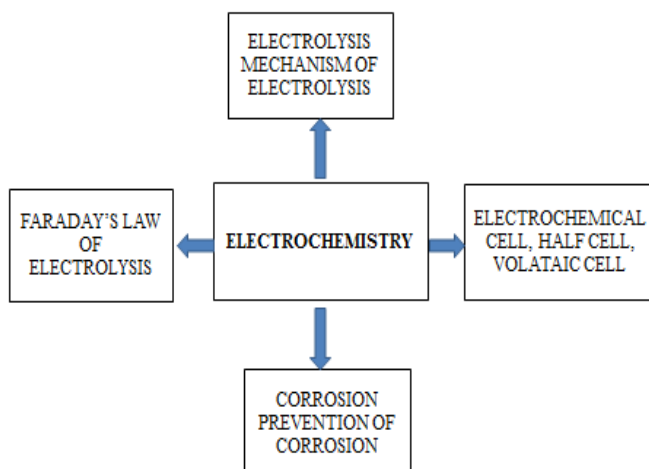 ELECTROLYSIS
MECHANISM OF
ELECTROLYSIS
FARADAY'S LAW
OF
ELECTROLYSIS
ELECTROCHEMISTRY
ELECTROCHEMICAL
CELL, HALF CELL,
VOLATAIC CELL
CORROSION
PREVENTION OF
CORROSION